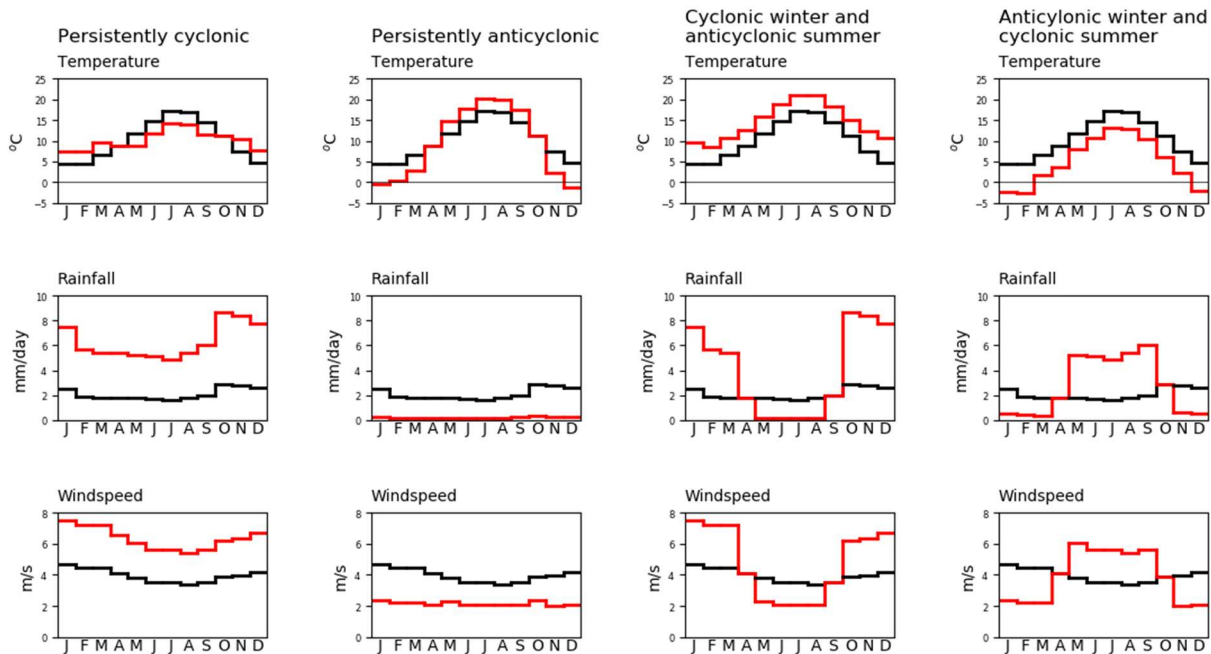 Persistently cyclonic
Temperature
25
20
15
10
5
0
−5
°C
J F M A M J J A S O N D
Rainfall
10
8
6
4
2
0
mm/day
J F M A M J J A S O N D
Windspeed
8
6
4
2
0
m/s
J F M A M J J A S O N D
Persistently anticyclonic
Temperature
25
20
15
10
5
0
−5
°C
J F M A M J J A S O N D
Rainfall
10
8
6
4
2
0
mm/day
J F M A M J J A S O N D
Windspeed
8
6
4
2
0
m/s
J F M A M J J A S O N D
Cyclonic winter and
anticyclonic summer
Temperature
25
20
15
10
5
0
−5
°C
J F M A M J J A S O N D
Rainfall
10
8
6
4
2
0
mm/day
J F M A M J J A S O N D
Windspeed
8
6
4
2
0
m/s
J F M A M J J A S O N D
Anticylonic winter and
cyclonic summer
Temperature
25
20
15
10
5
0
−5
°C
J F M A M J J A S O N D
Rainfall
10
8
6
4
2
0
mm/day
J F M A M J J A S O N D
Windspeed
8
6
4
2
0
m/s
J F M A M J J A S O N D